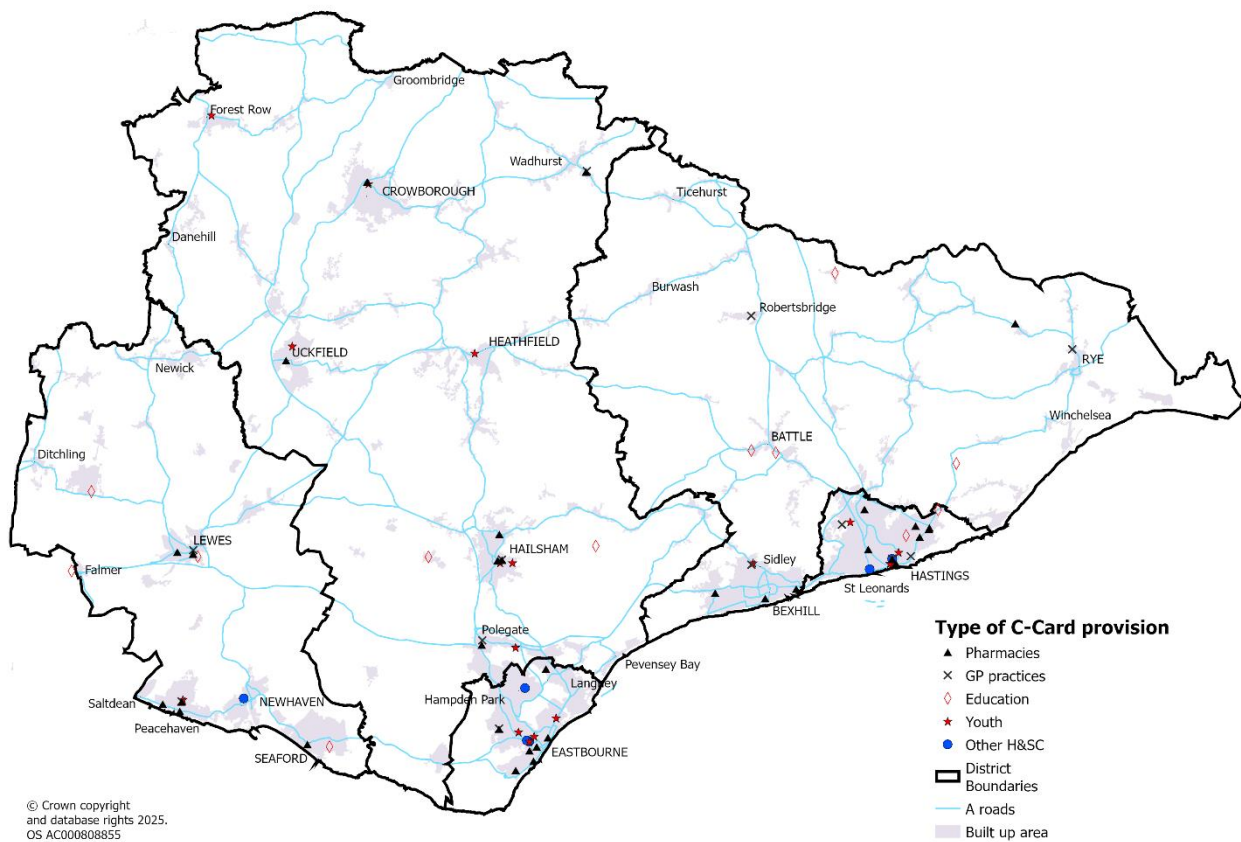 Groombridge
Forest Row
Wadhurst
CROWBOROUGH
Ticehurst
Danehill
Burwash
Robertsbridge
UCKFIELD
HEATHFIELD
RYE
Newick
Winchelsea
BATTLE
Ditchling
LEWES
HAILSHAM
Sidley
Falmer
HASTINGS
St Leonards
BEXHILL
Polegate
Pevensey Bay
Langney
Hampden Park
Saltdean
NEWHAVEN
Peacehaven
EASTBOURNE
SEAFORD
Type of C-Card provision
Pharmacies
GP practices
Education
Youth
Other H&SC
District
Boundaries
A roads
Built up area
© Crown copyright
and database rights 2025.
OS AC000808855